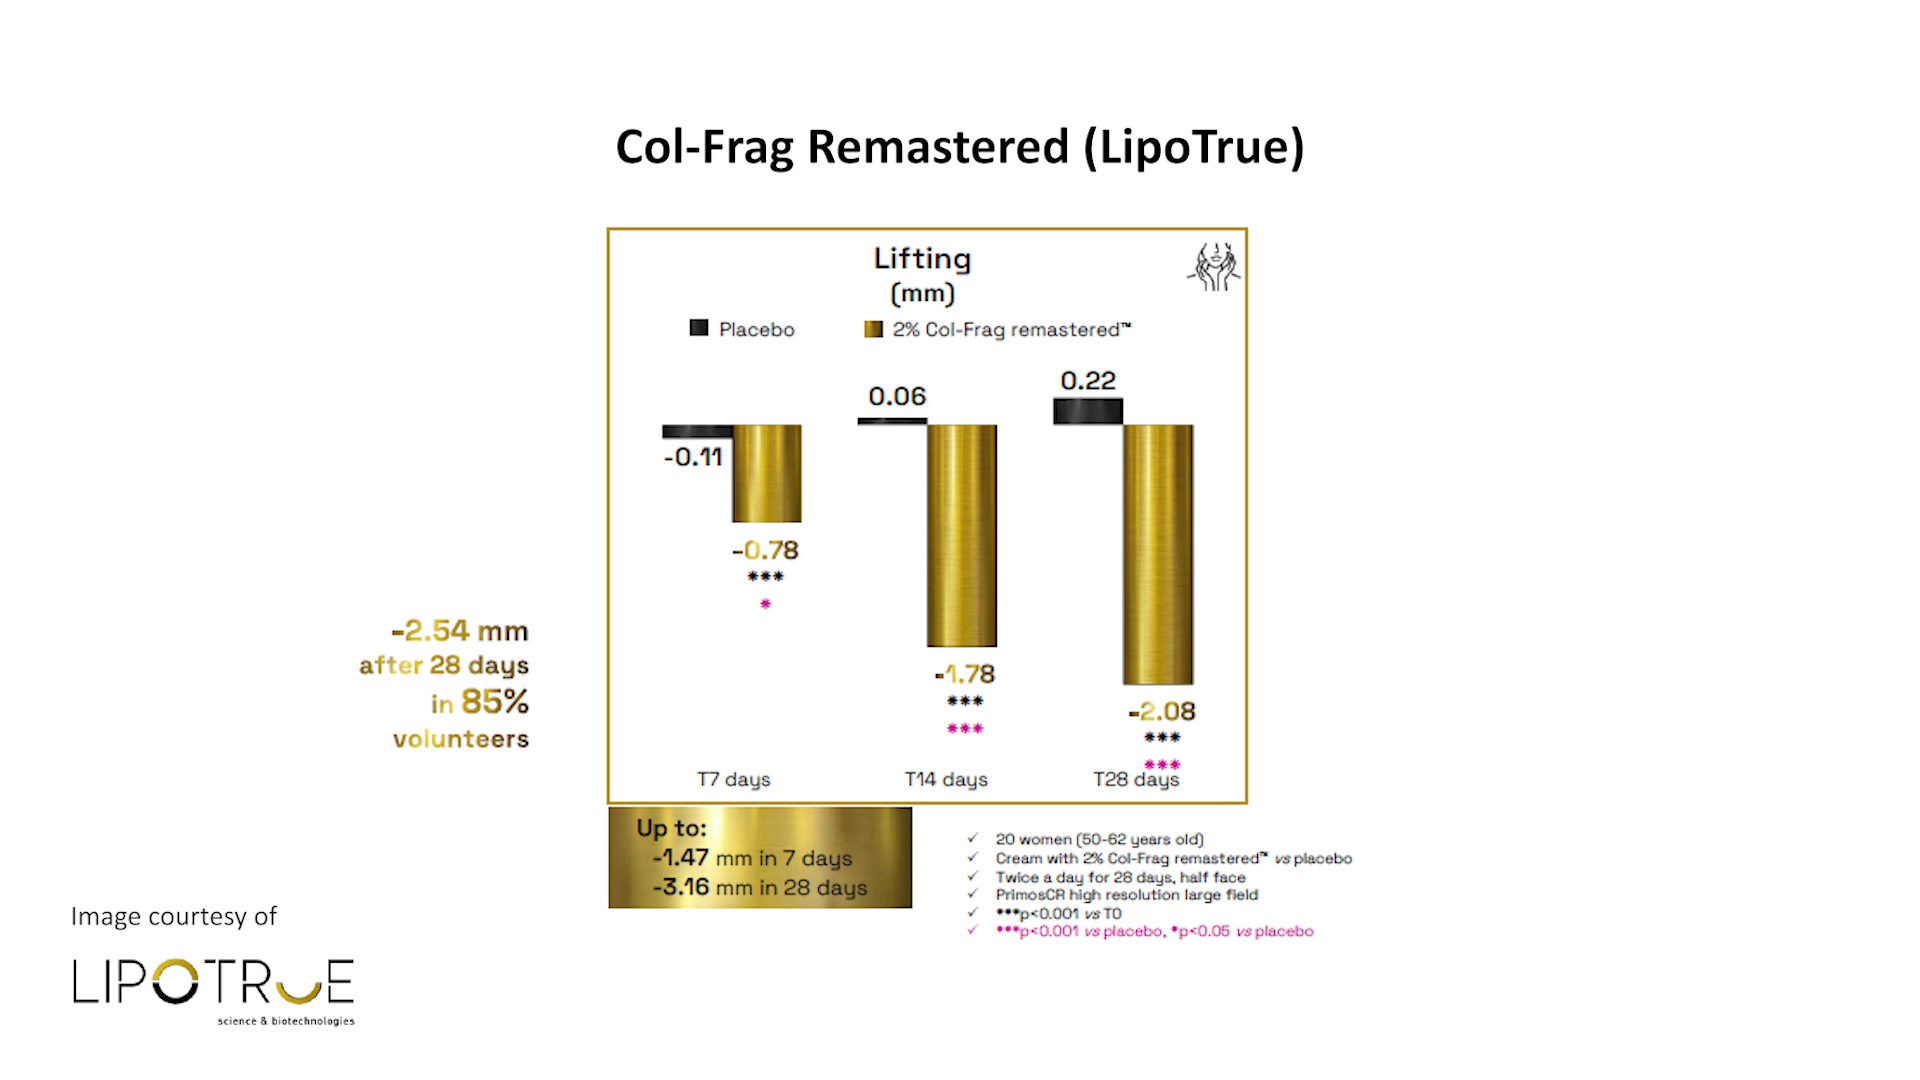 Col-Frag Remastered (LipoTrue)
Lifting
(mm)
Placebo
2% Col-Frag remastered™
-0.11
-0.78
***
*
0.06
-1.78
***
***
0.22
-2.08
***
***
T7 days
T14 days
T28 days
-2.54 mm
after 28 days
in 85%
volunteers
Up to:
-1.47 mm in 7 days
-3.16 mm in 28 days
✓ 20 women (50-62 years old)
✓ Cream with 2% Col-Frag remastered™ vs placebo
✓ Twice a day for 28 days, half face
✓ PrimosCR high resolution large field
✓ ***p<0.001 vs T0
✓ ***p<0.001 vs placebo, *p<0.05 vs placebo
Image courtesy of
LIPOTRUE
science & biotechnologies